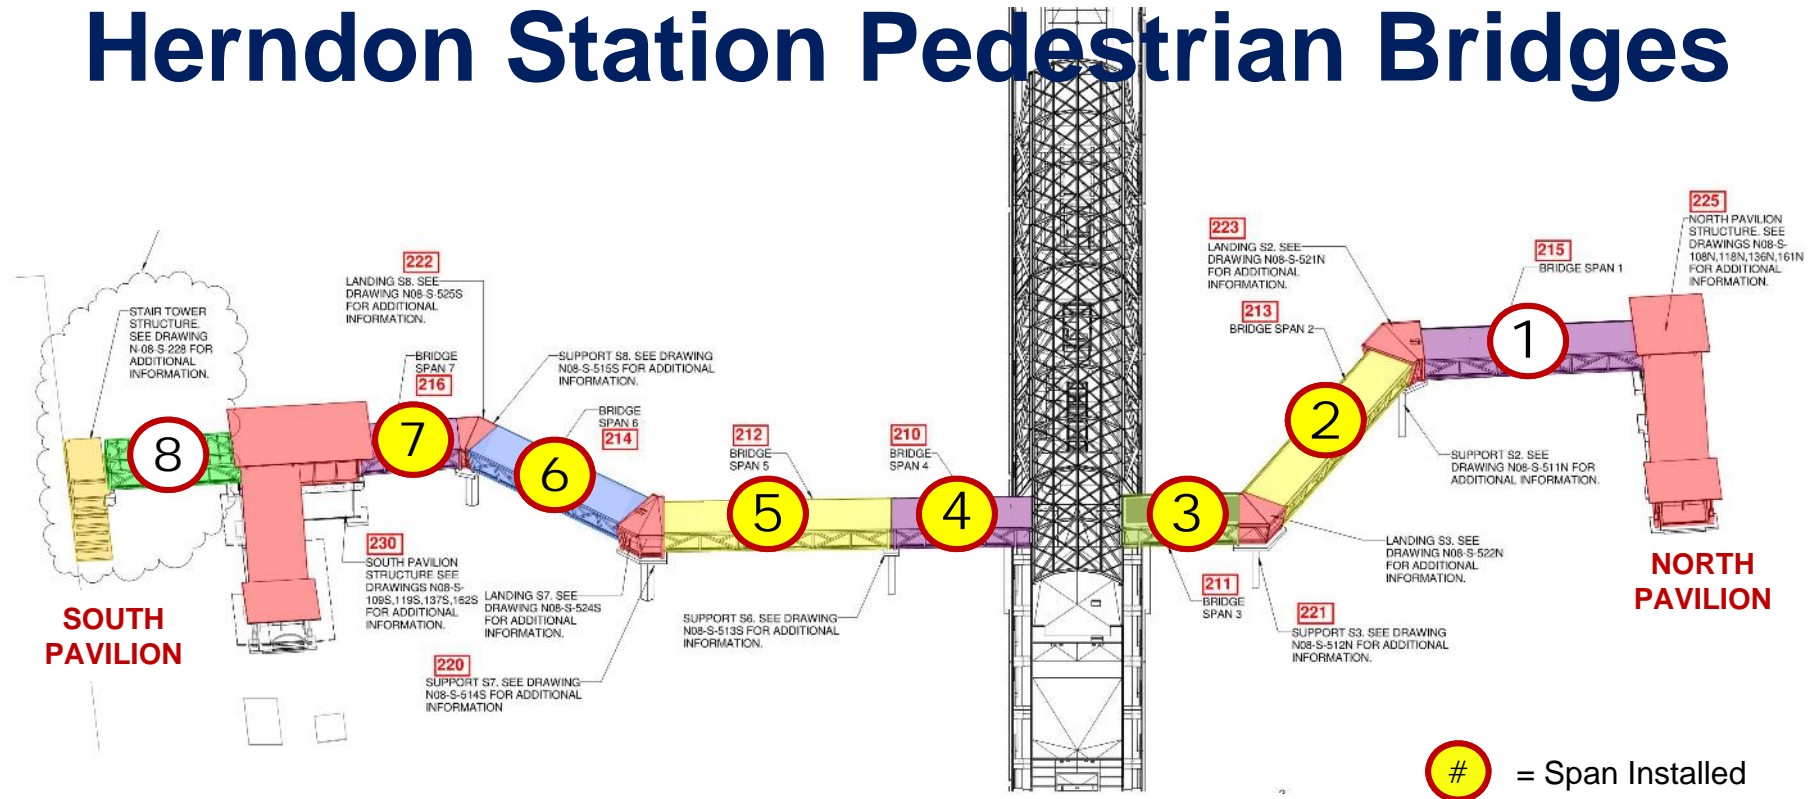 Herndon Station Pedestrian Bridges
STAIR TOWER
STRUCTURE.
SEE DRAWING
N-08-S-228 FOR
ADDITIONAL
INFORMATION.
222
LANDING S8. SEE
DRAWING N08-S-525S
FOR ADDITIONAL
INFORMATION.
BRIDGE
SPAN 7
216
SUPPORT S8. SEE DRAWING
N08-S-515S FOR ADDITIONAL
INFORMATION.
BRIDGE
SPAN 6
214
212
BRIDGE
SPAN 5
210
BRIDGE
SPAN 4
223
LANDING S2. SEE
DRAWING N08-S-521N
FOR ADDITIONAL
INFORMATION.
213
BRIDGE SPAN 2
215
BRIDGE SPAN 1
225
NORTH PAVILION
STRUCTURE. SEE
DRAWINGS N08-S-
108N,118N,136N,161N
FOR ADDITIONAL
INFORMATION.
8
7
6
5
4
3
2
1
SUPPORT S2. SEE
DRAWING N08-S-511N FOR
ADDITIONAL INFORMATION.
LANDING S3. SEE
DRAWING N08-S-522N
FOR ADDITIONAL
INFORMATION.
230
SOUTH PAVILION
STRUCTURE SEE
DRAWINGS N08-S-
109S,119S,137S,162S
FOR ADDITIONAL
INFORMATION.
LANDING S7. SEE
DRAWING N08-S-524S
FOR ADDITIONAL
INFORMATION.
220
SUPPORT S7. SEE DRAWING
N08-S-514S FOR ADDITIONAL
INFORMATION
SUPPORT S6. SEE DRAWING
N08-S-513S FOR ADDITIONAL
INFORMATION.
211
BRIDGE
SPAN 3
221
SUPPORT S3. SEE DRAWING
N08-S-512N FOR ADDITIONAL
INFORMATION.
SOUTH
PAVILION
NORTH
PAVILION
# = Span Installed